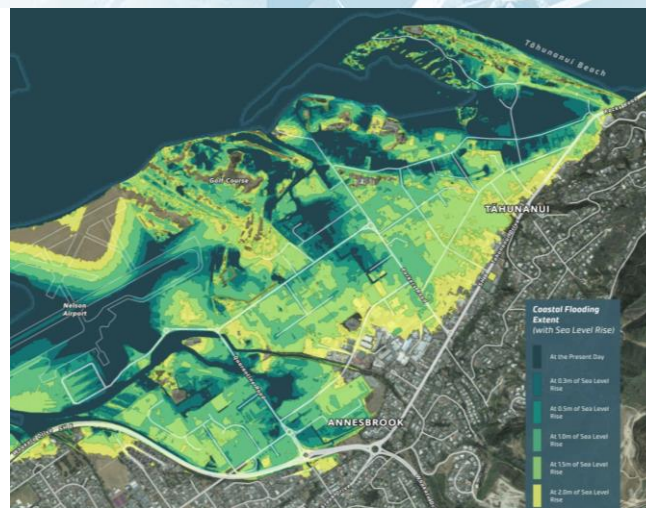 Tāhunanui Beach
Golf Course
TAHUNANUI
Nelson
Airport
ANNESBROOK
Coastal Flooding
Extent
(with Sea Level Rise)
At the Present Day
At 0.3m of Sea Level
Rise
At 0.5m of Sea Level
Rise
At 1.0m of Sea Level
Rise
At 1.5m of Sea Level
Rise
At 2.0m of Sea Level
Rise